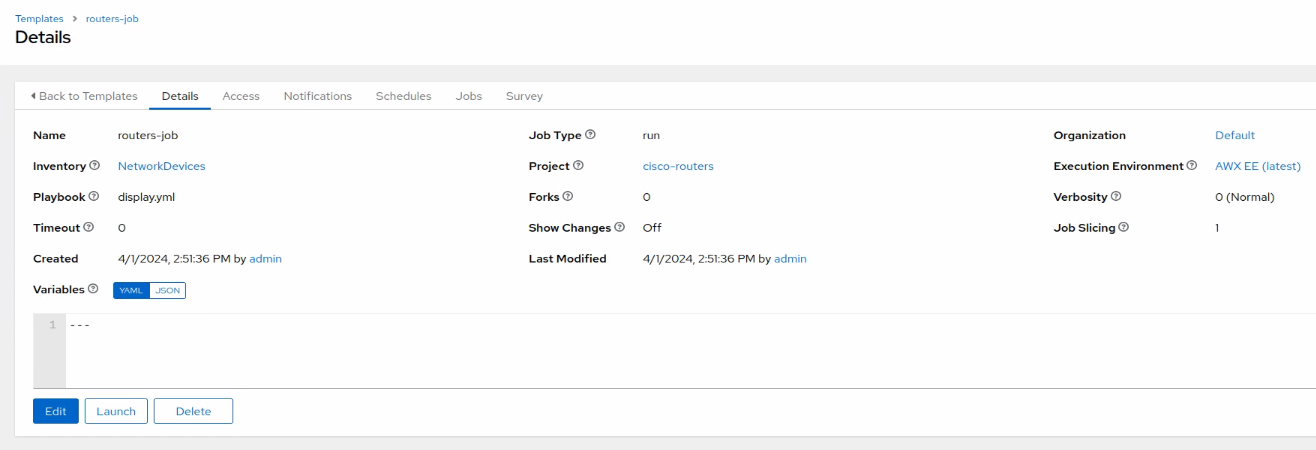 Templates > routers-job
Details
Back to Templates Details Access Notifications Schedules Jobs Survey
Name routers-job Job Type run Organization Default
Inventory NetworkDevices Project cisco-routers Execution Environment AWX EE (latest)
Playbook display.yml Forks 0 Verbosity 0 (Normal)
Timeout 0 Show Changes Off Job Slicing 1
Created 4/1/2024, 2:51:36 PM by admin Last Modified 4/1/2024, 2:51:36 PM by admin
Variables YAML JSON
1 ---
Edit Launch Delete